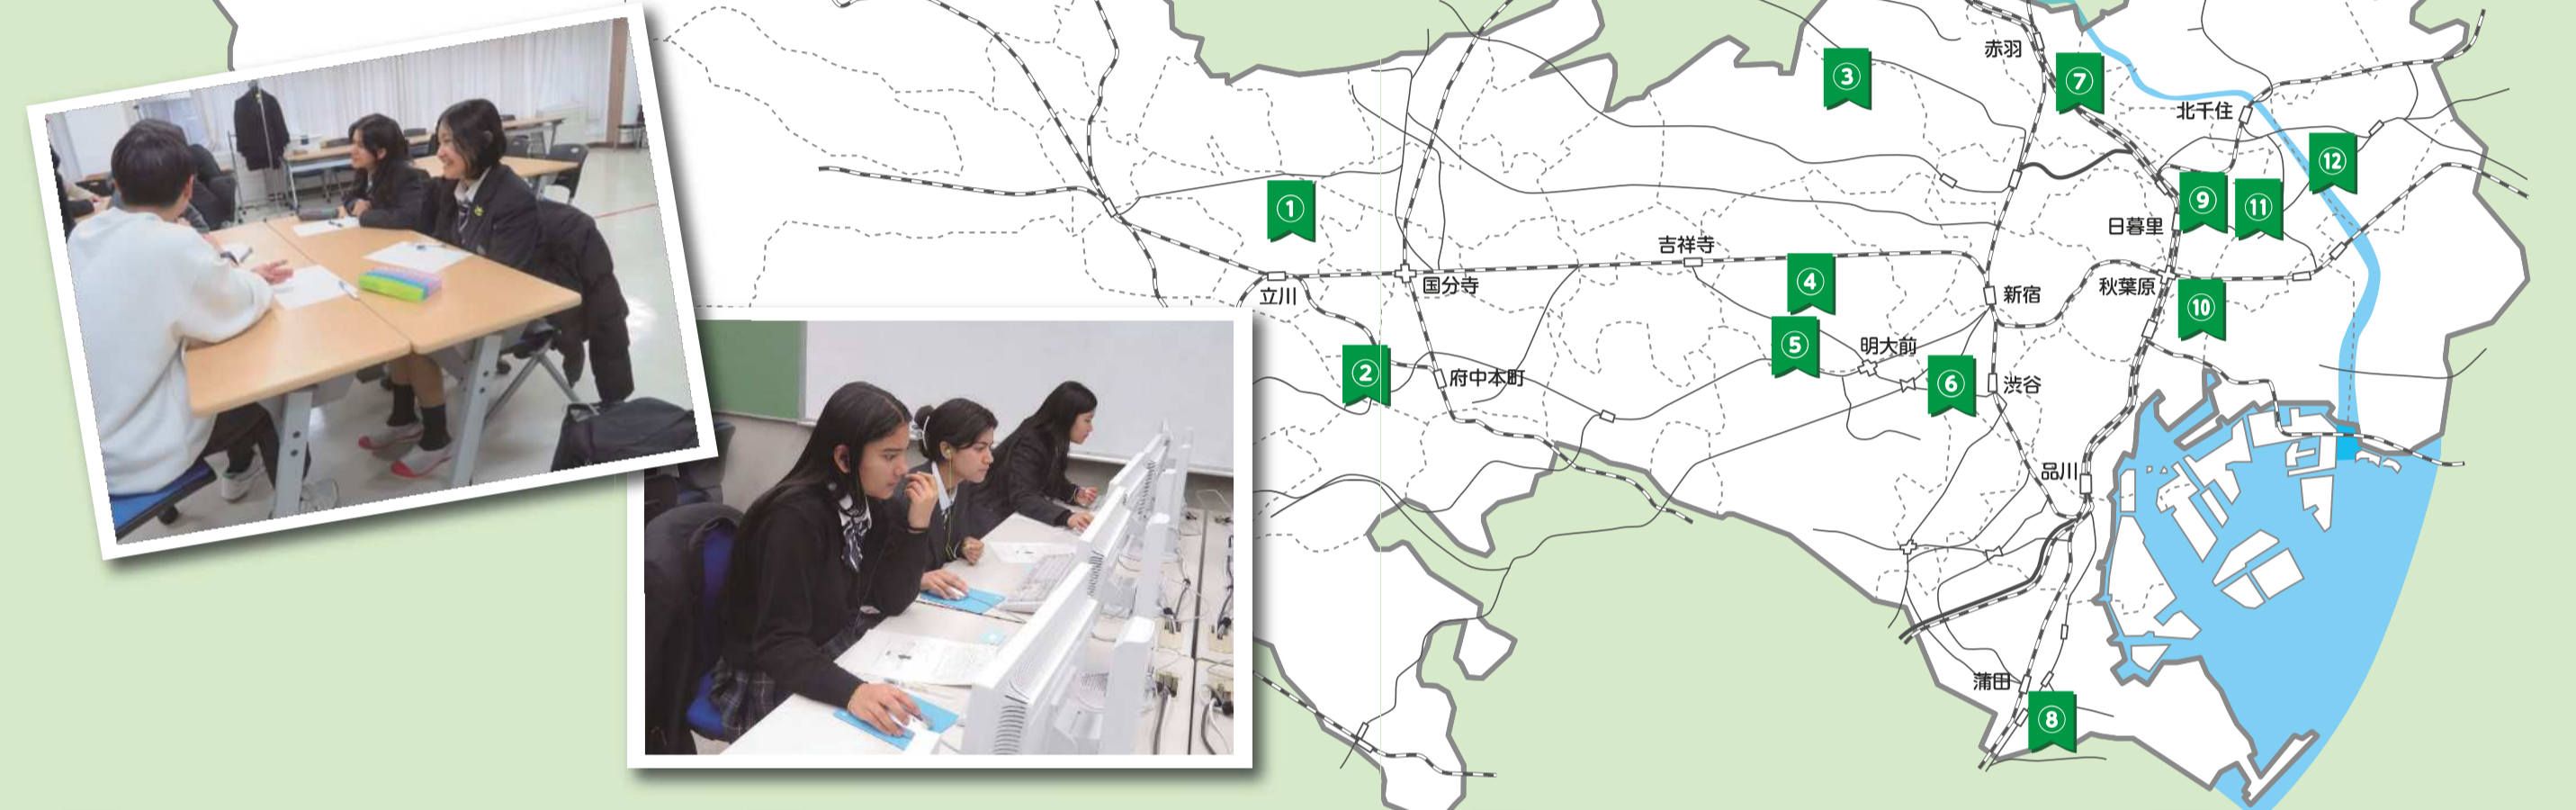 赤羽
③
⑦
北千住
⑫
①
⑨
⑪
日暮里
吉祥寺
④
立川
国分寺
新宿
秋葉原
⑩
⑤
明大前
②
府中本町
⑥
渋谷
品川
蒲田
⑧